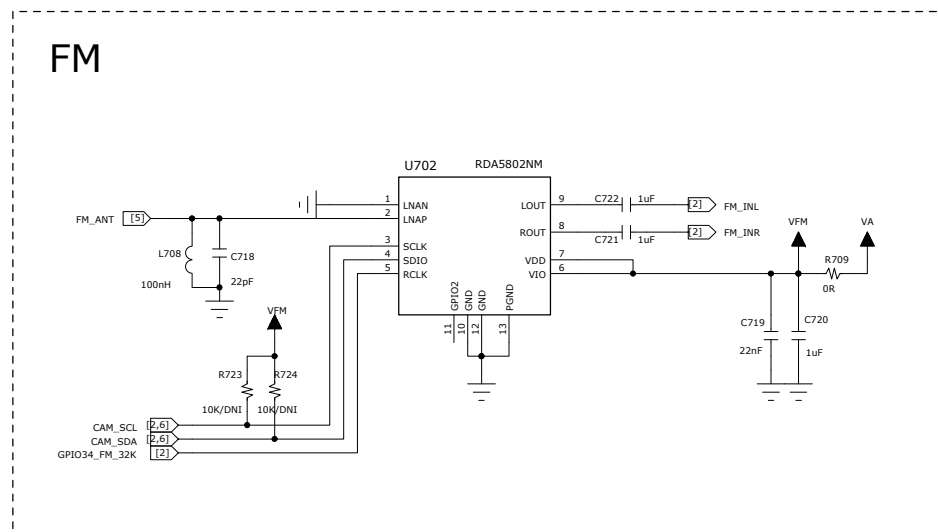 FM
U702 RDA5802NM
1 LNAN LOUT 9 C722 1uF [2] FM_INL
FM_ANT [5] 2 LNAP
ROUT 8 C721 1uF [2] FM_INR
VFM VA
3 SCLK
4 SDIO VDD 7
5 RCLK VIO 6
L708 C718
R709
0R
100nH 22pF
GPIO2 GND GND PGND
11 10 12 13
VFM
C719 C720
22nF 1uF
R723 R724
10K/DNI 10K/DNI
CAM_SCL [2,6]
CAM_SDA [2,6]
GPIO34_FM_32K [2]